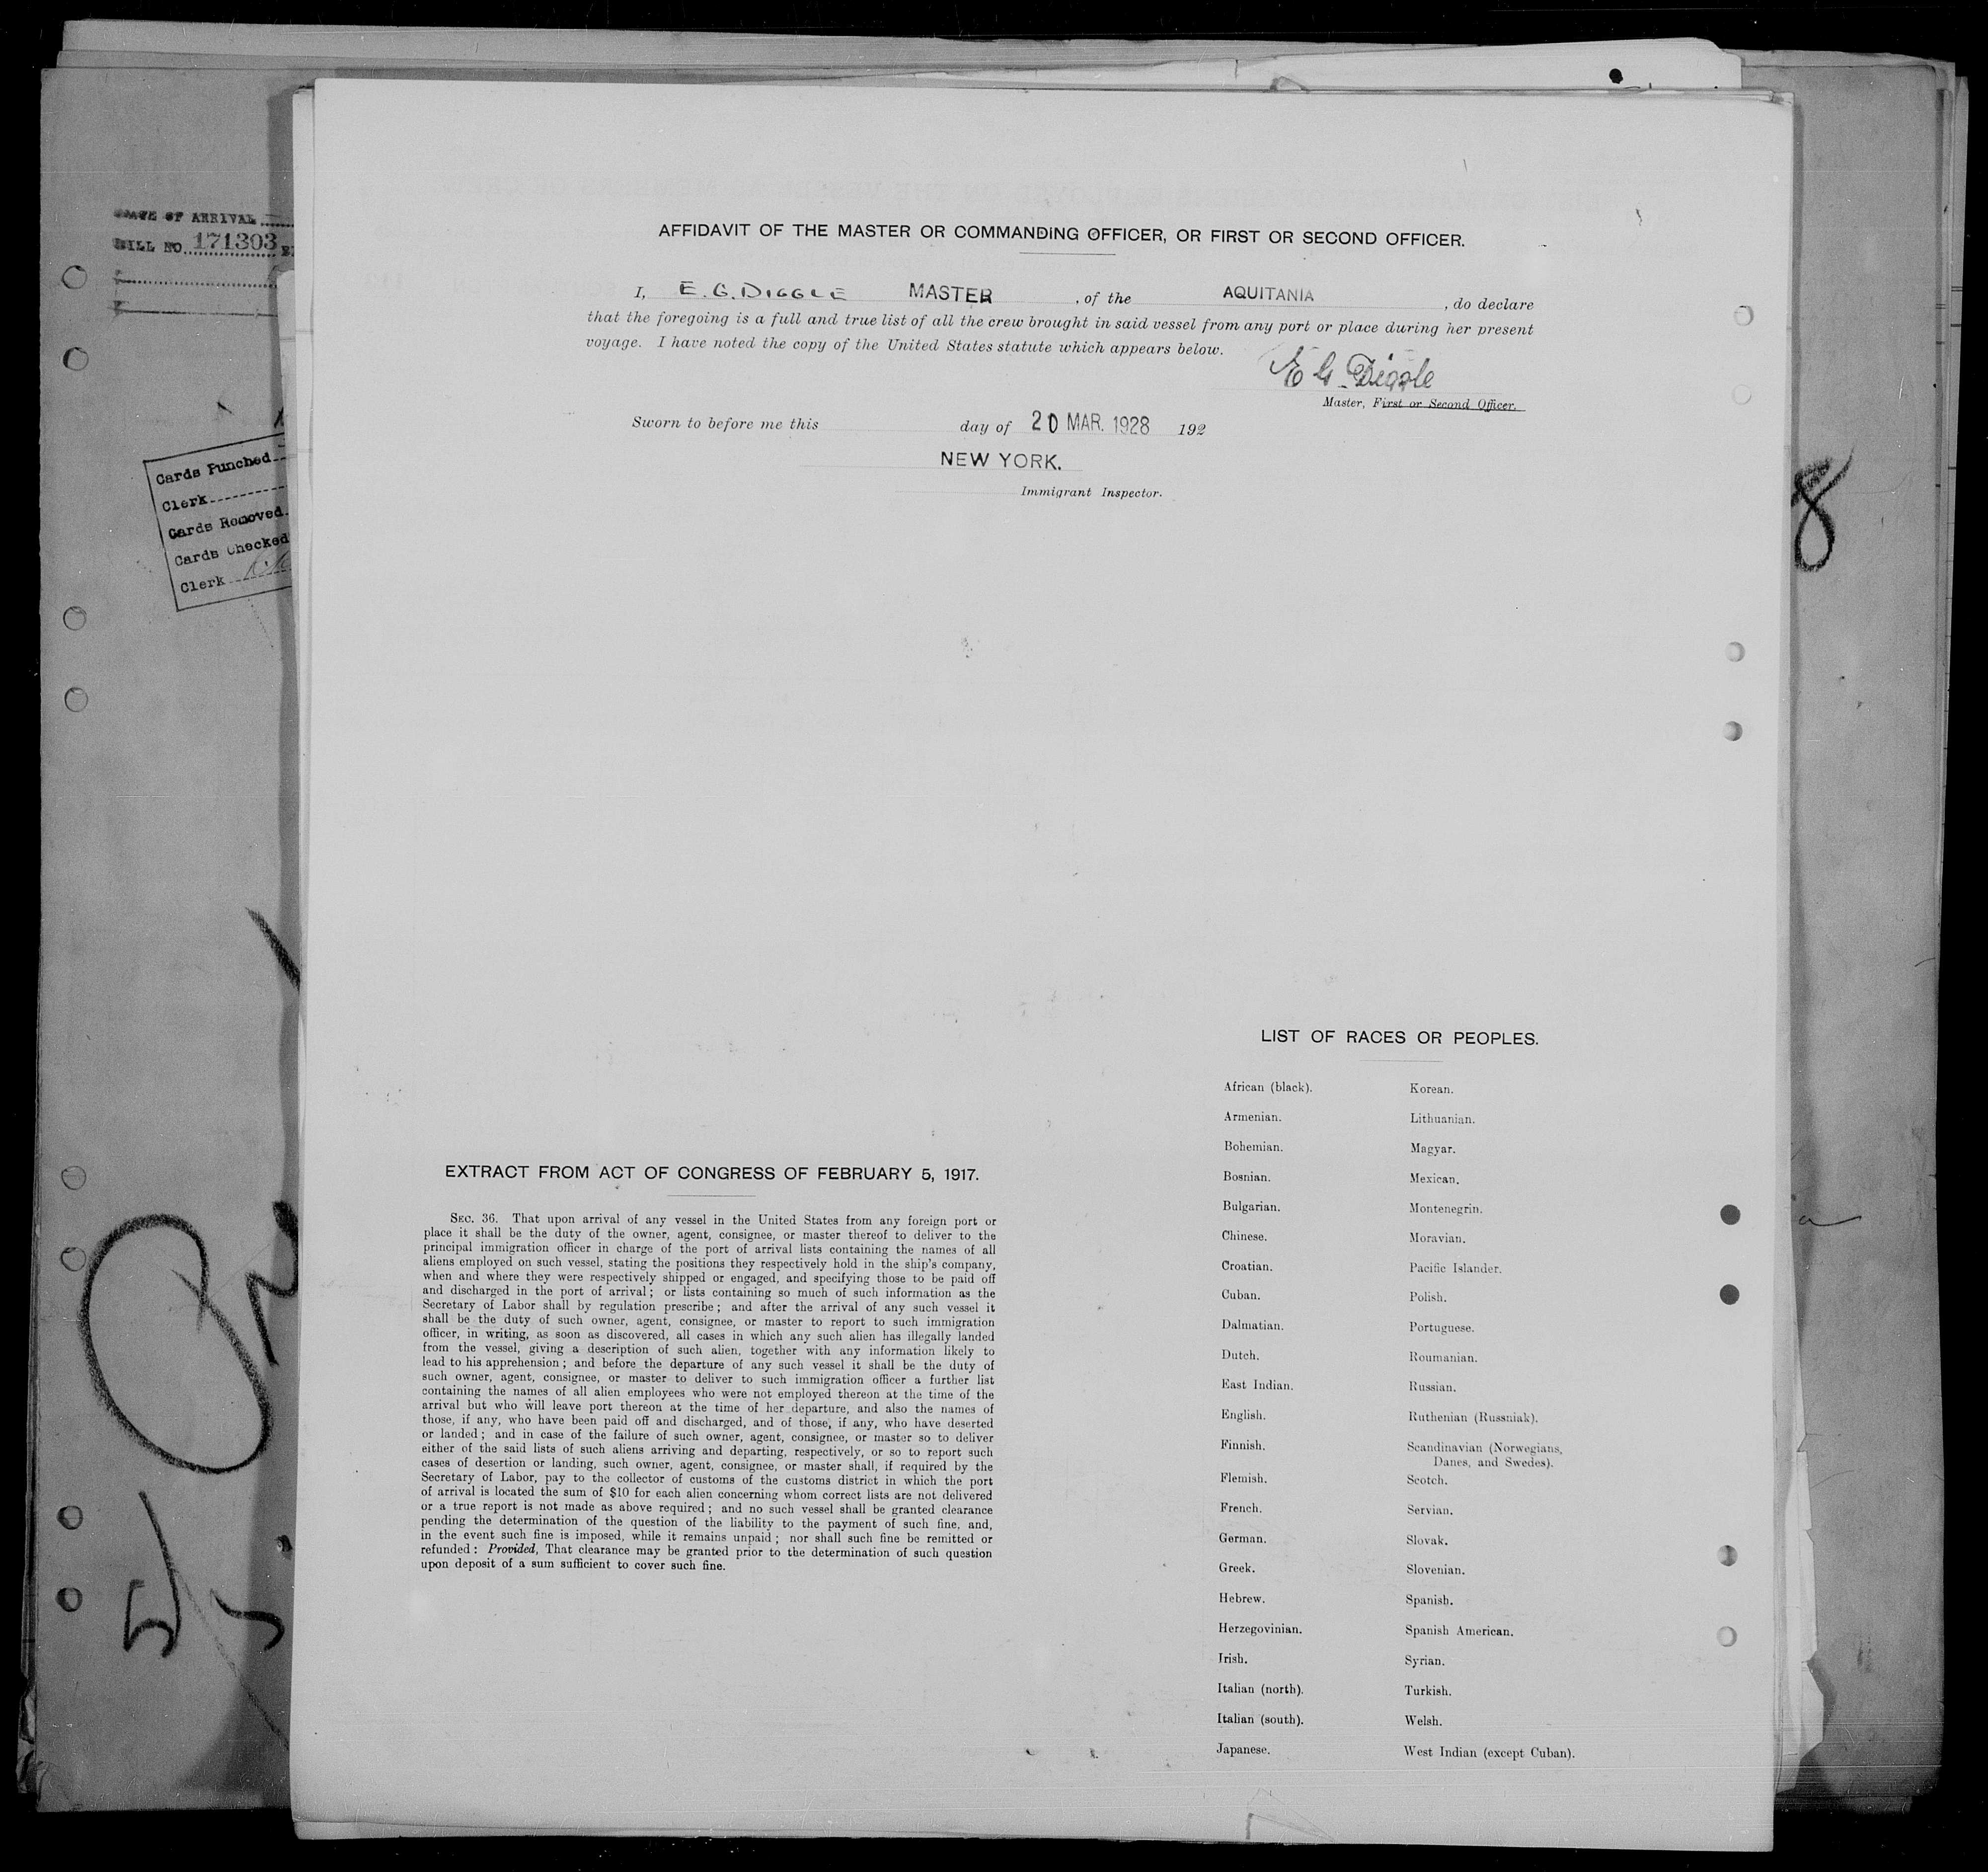 DATE OF ARRIVAL
BILL NO. 171303
Cards Punched
Clerk
Cards Removed.
Cards Checked
Clerk
8
AFFIDAVIT OF THE MASTER OR COMMANDING OFFICER, OR FIRST OR SECOND OFFICER.
I, E. G. DIGGLE MASTER , of the AQUITANIA , do declare
that the foregoing is a full and true list of all the crew brought in said vessel from any port or place during her present
voyage. I have noted the copy of the United States statute which appears below.
E G. Diggle
Master, First or Second Officer.
Sworn to before me this day of 20 MAR. 1928 192
NEW YORK.
Immigrant Inspector.
EXTRACT FROM ACT OF CONGRESS OF FEBRUARY 5, 1917.
SEC. 36. That upon arrival of any vessel in the United States from any foreign port or
place it shall be the duty of the owner, agent, consignee, or master thereof to deliver to the
principal immigration officer in charge of the port of arrival lists containing the names of all
aliens employed on such vessel, stating the positions they respectively hold in the ship's company,
when and where they were respectively shipped or engaged, and specifying those to be paid off
and discharged in the port of arrival; or lists containing so much of such information as the
Secretary of Labor shall by regulation prescribe; and after the arrival of any such vessel it
shall be the duty of such owner, agent, consignee, or master to report to such immigration
officer, in writing, as soon as discovered, all cases in which any such alien has illegally landed
from the vessel, giving a description of such alien, together with any information likely to
lead to his apprehension; and before the departure of any such vessel it shall be the duty of
such owner, agent, consignee, or master to deliver to such immigration officer a further list
containing the names of all alien employees who were not employed thereon at the time of the
arrival but who will leave port thereon at the time of her departure, and also the names of
those, if any, who have been paid off and discharged, and of those, if any, who have deserted
or landed; and in case of the failure of such owner, agent, consignee, or master so to deliver
either of the said lists of such aliens arriving and departing, respectively, or so to report such
cases of desertion or landing, such owner, agent, consignee, or master shall, if required by the
Secretary of Labor, pay to the collector of customs of the customs district in which the port
of arrival is located the sum of $10 for each alien concerning whom correct lists are not delivered
or a true report is not made as above required; and no such vessel shall be granted clearance
pending the determination of the question of the liability to the payment of such fine, and,
in the event such fine is imposed, while it remains unpaid; nor shall such fine be remitted or
refunded: Provided, That clearance may be granted prior to the determination of such question
upon deposit of a sum sufficient to cover such fine.
LIST OF RACES OR PEOPLES.
African (black).
Armenian.
Bohemian.
Bosnian.
Bulgarian.
Chinese.
Croatian.
Cuban.
Dalmatian.
Dutch.
East Indian.
English.
Finnish.
Flemish.
French.
German.
Greek.
Hebrew.
Herzegovinian.
Irish.
Italian (north).
Italian (south).
Japanese.
Korean.
Lithuanian.
Magyar.
Mexican.
Montenegrin.
Moravian.
Pacific Islander.
Polish.
Portuguese.
Roumanian.
Russian.
Ruthenian (Russniak).
Scandinavian (Norwegians,
Danes, and Swedes).
Scotch.
Servian.
Slovak.
Slovenian.
Spanish.
Spanish American.
Syrian.
Turkish.
Welsh.
West Indian (except Cuban).